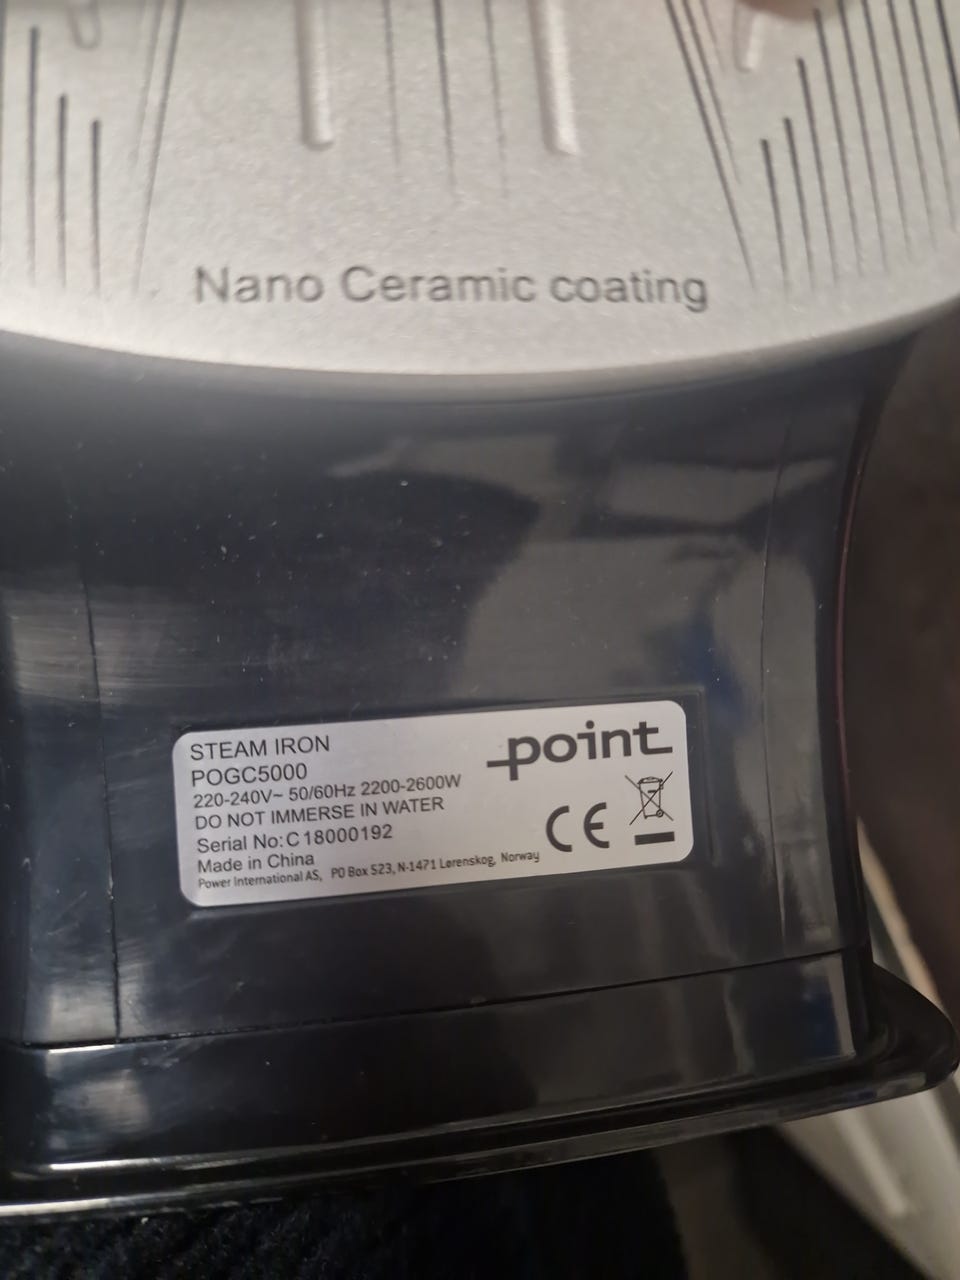 Nano Ceramic coating
STEAM IRON
point
POGC5000
220-240V~ 50/60Hz 2200-2600W
DO NOT IMMERSE IN WATER
Serial No: C 18000192
CE
Made in China
Power International AS, PO Box 523, N-1471 Lørenskog, Norway